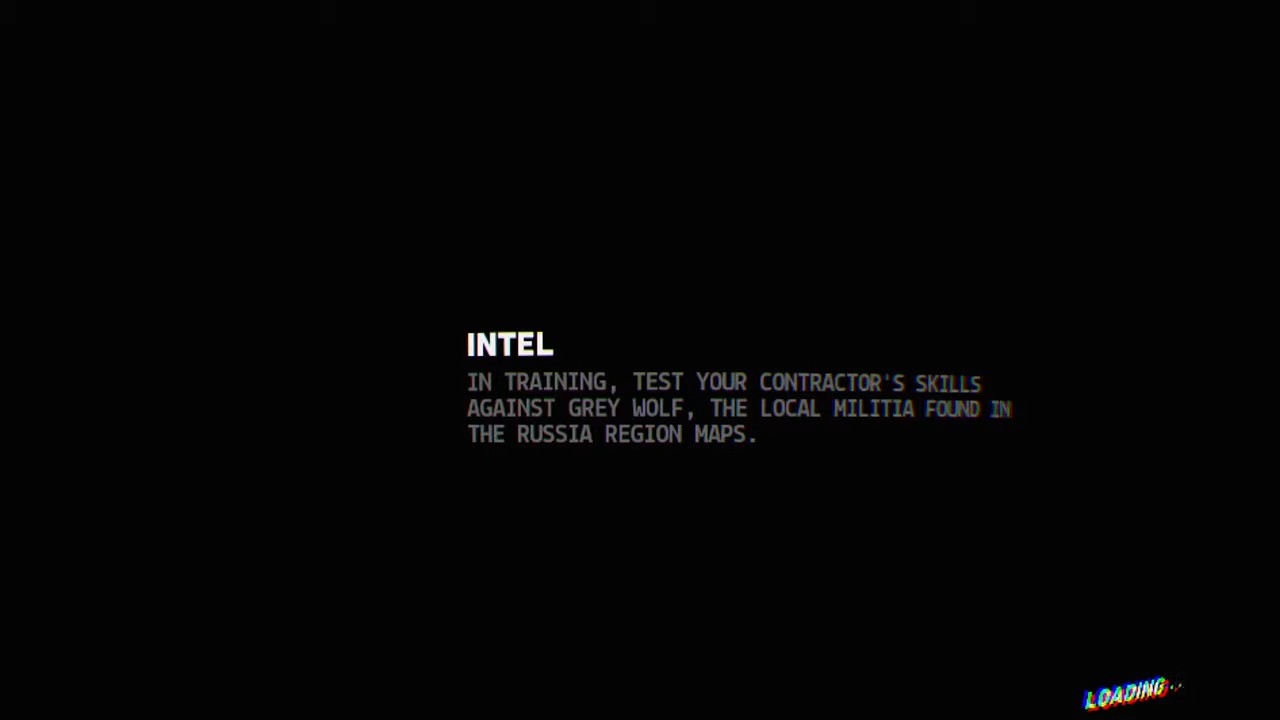 INTEL
IN TRAINING, TEST YOUR CONTRACTOR'S SKILLS
AGAINST GREY WOLF, THE LOCAL MILITIA FOUND IN
THE RUSSIA REGION MAPS.
LOADING..